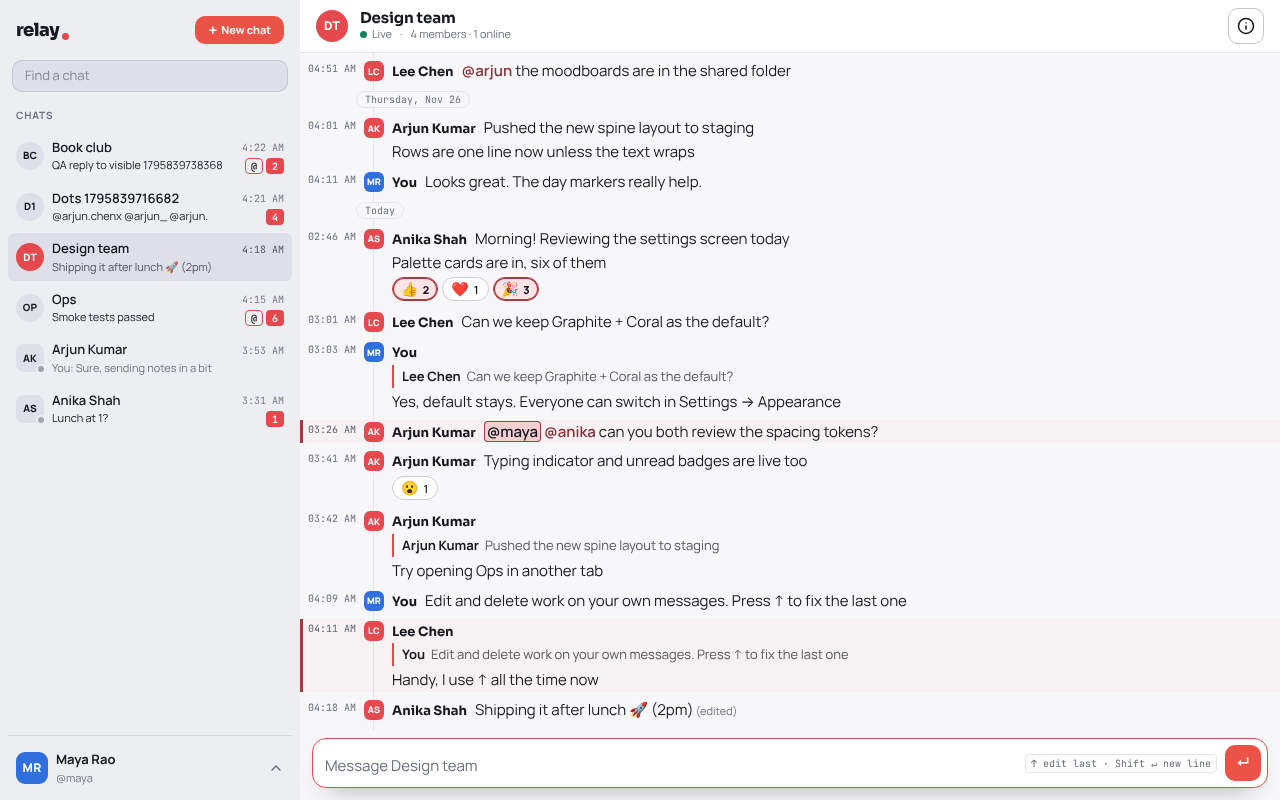 relay
+ New chat
Find a chat
CHATS
BC
Book club
4:22 AM
QA reply to visible 1795839738368
@
2
D1
Dots 1795839716682
4:21 AM
@arjun.chenx @arjun_ @arjun.
4
DT
Design team
4:18 AM
Shipping it after lunch 🚀 (2pm)
OP
Ops
4:15 AM
Smoke tests passed
@
6
AK
Arjun Kumar
3:53 AM
You: Sure, sending notes in a bit
AS
Anika Shah
3:31 AM
Lunch at 1?
1
MR
Maya Rao
@maya
DT
Design team
Live · 4 members · 1 online
04:51 AM LC Lee Chen @arjun the moodboards are in the shared folder
Thursday, Nov 26
04:01 AM AK Arjun Kumar Pushed the new spine layout to staging
Rows are one line now unless the text wraps
04:11 AM MR You Looks great. The day markers really help.
Today
02:46 AM AS Anika Shah Morning! Reviewing the settings screen today
Palette cards are in, six of them
👍 2 ❤️ 1 🎉 3
03:01 AM LC Lee Chen Can we keep Graphite + Coral as the default?
03:03 AM MR You
Lee Chen Can we keep Graphite + Coral as the default?
Yes, default stays. Everyone can switch in Settings → Appearance
03:26 AM AK Arjun Kumar @maya @anika can you both review the spacing tokens?
03:41 AM AK Arjun Kumar Typing indicator and unread badges are live too
😮 1
03:42 AM AK Arjun Kumar
Arjun Kumar Pushed the new spine layout to staging
Try opening Ops in another tab
04:09 AM MR You Edit and delete work on your own messages. Press ↑ to fix the last one
04:11 AM LC Lee Chen
You Edit and delete work on your own messages. Press ↑ to fix the last one
Handy, I use ↑ all the time now
04:18 AM AS Anika Shah Shipping it after lunch 🚀 (2pm) (edited)
Message Design team
↑ edit last · Shift ↵ new line